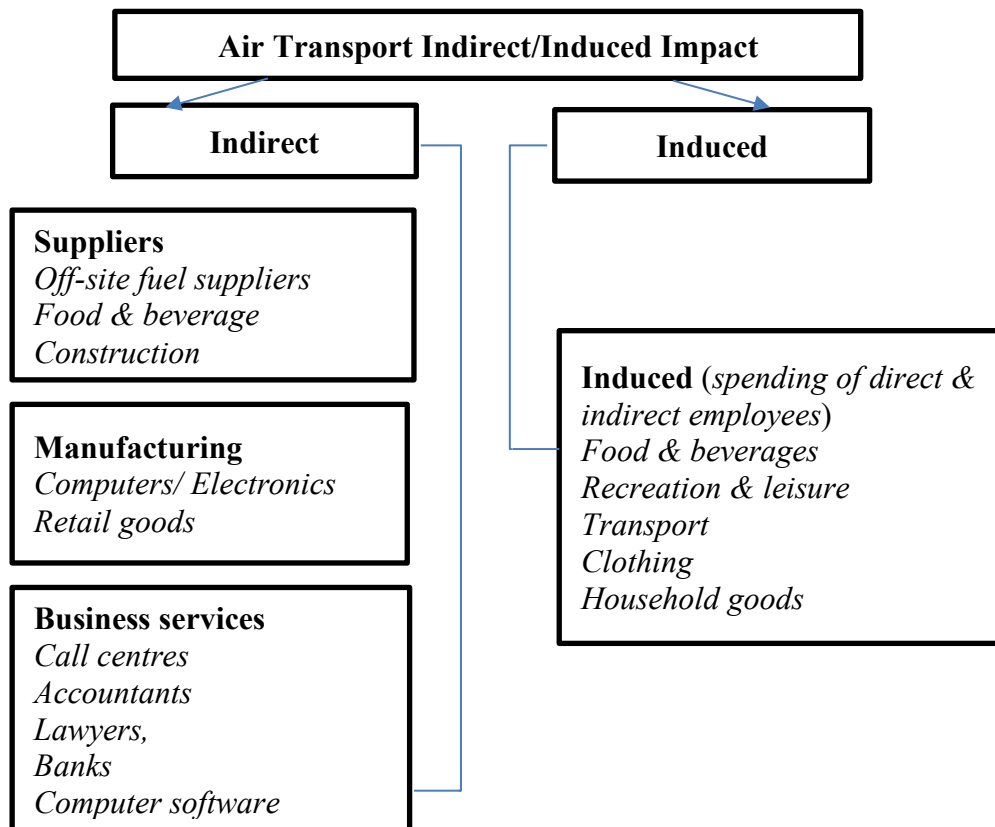 Air Transport Indirect/Induced Impact
Indirect
Induced
Suppliers
Off-site fuel suppliers
Food & beverage
Construction
Manufacturing
Computers/ Electronics
Retail goods
Business services
Call centres
Accountants
Lawyers,
Banks
Computer software
Induced (spending of direct &
indirect employees)
Food & beverages
Recreation & leisure
Transport
Clothing
Household goods